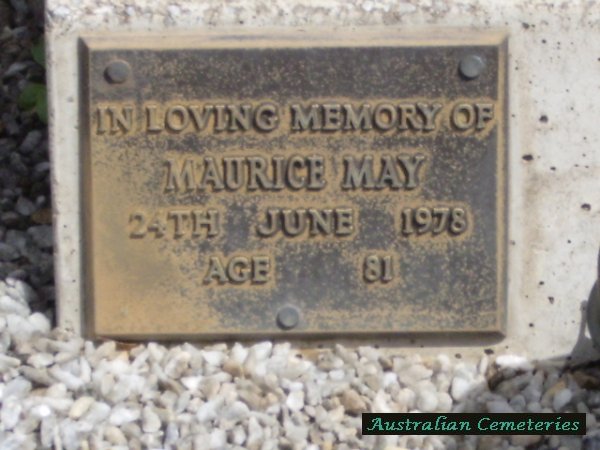 IN LOVING MEMORY OF
MAURICE MAY
24TH JUNE 1978
AGE 81
Australian Cemeteries